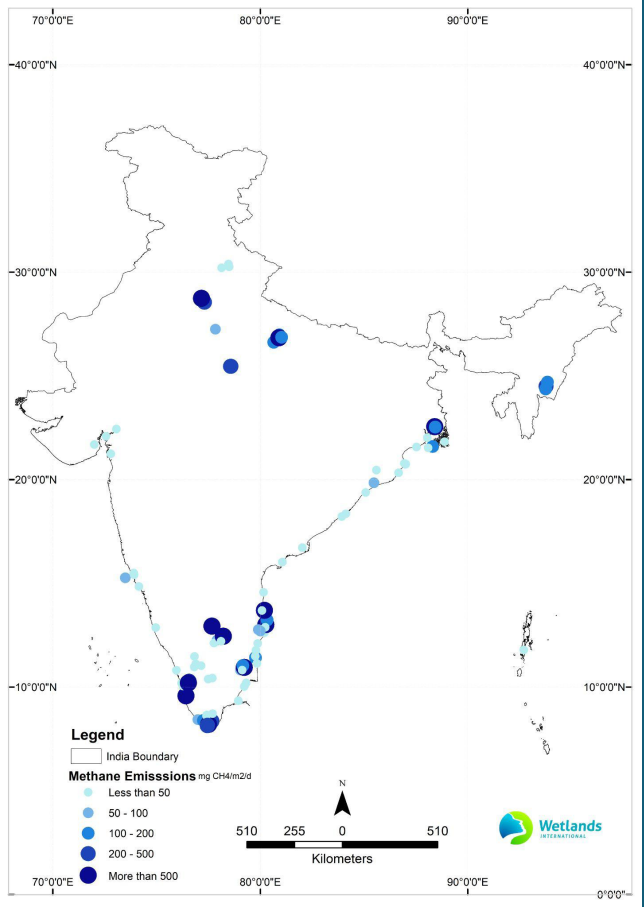 70°0'0"E 80°0'0"E 90°0'0"E
40°0'0"N 40°0'0"N
30°0'0"N 30°0'0"N
20°0'0"N 20°0'0"N
10°0'0"N 10°0'0"N
Legend
India Boundary
Methane Emisssions mg CH4/m2/d
Less than 50
50 - 100
100 - 200
200 - 500
More than 500
N
510 255 0 510
Kilometers
Wetlands
INTERNATIONAL
70°0'0"E 80°0'0"E 90°0'0"E
0°0'0"